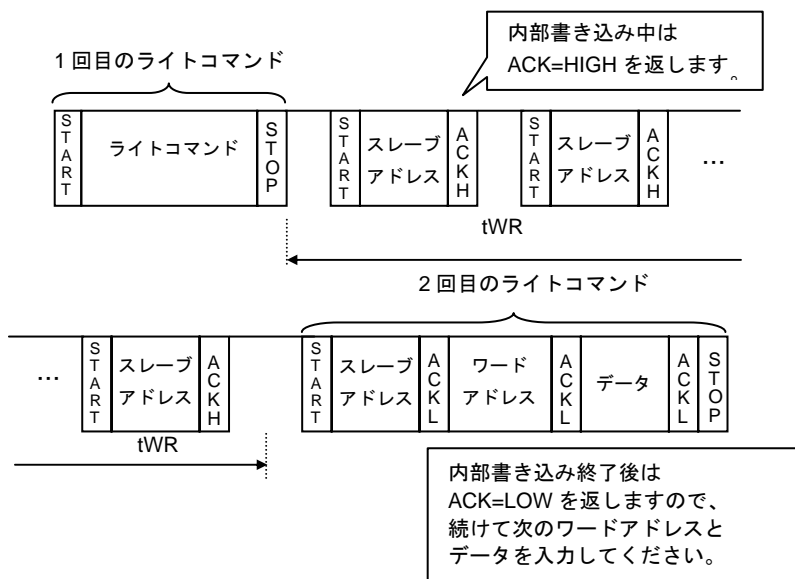 内部書き込み中は
ACK=HIGH を返します。
1回目のライトコマンド
START
ライトコマンド
STOP
START
スレーブ
アドレス
ACKH
START
スレーブ
アドレス
ACKH
…
tWR
2回目のライトコマンド
…
START
スレーブ
アドレス
ACKH
START
スレーブ
アドレス
ACKL
ワード
アドレス
ACKL
データ
ACKL
STOP
tWR
内部書き込み終了後は
ACK=LOW を返しますので、
続けて次のワードアドレスと
データを入力してください。